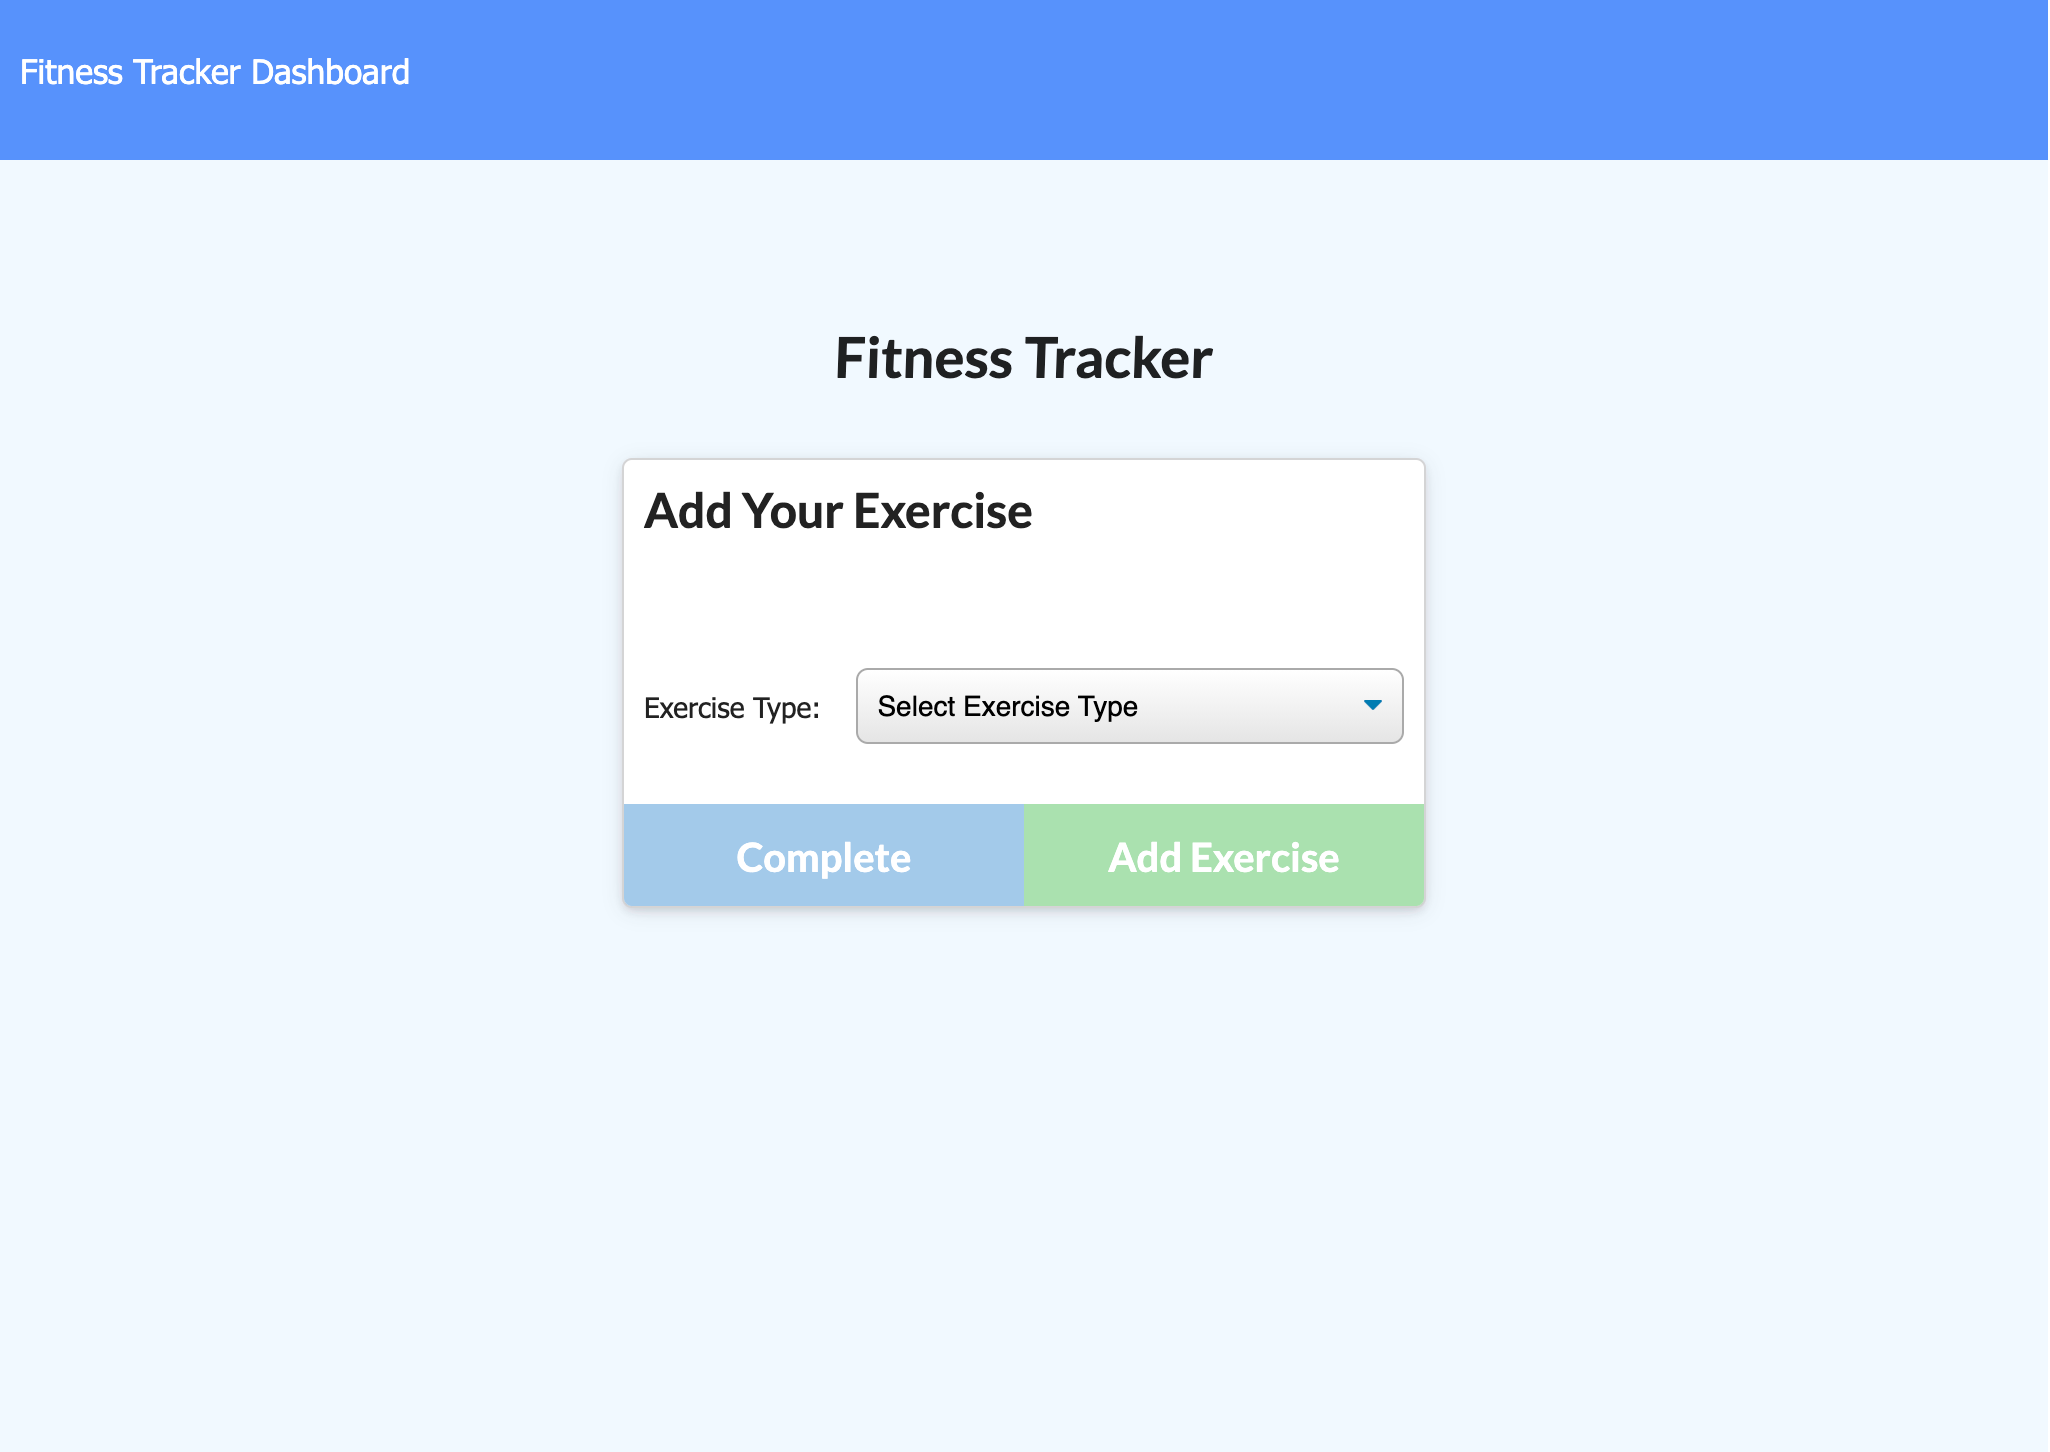 Fitness Tracker Dashboard
Fitness Tracker
Add Your Exercise
Exercise Type: Select Exercise Type
Complete Add Exercise